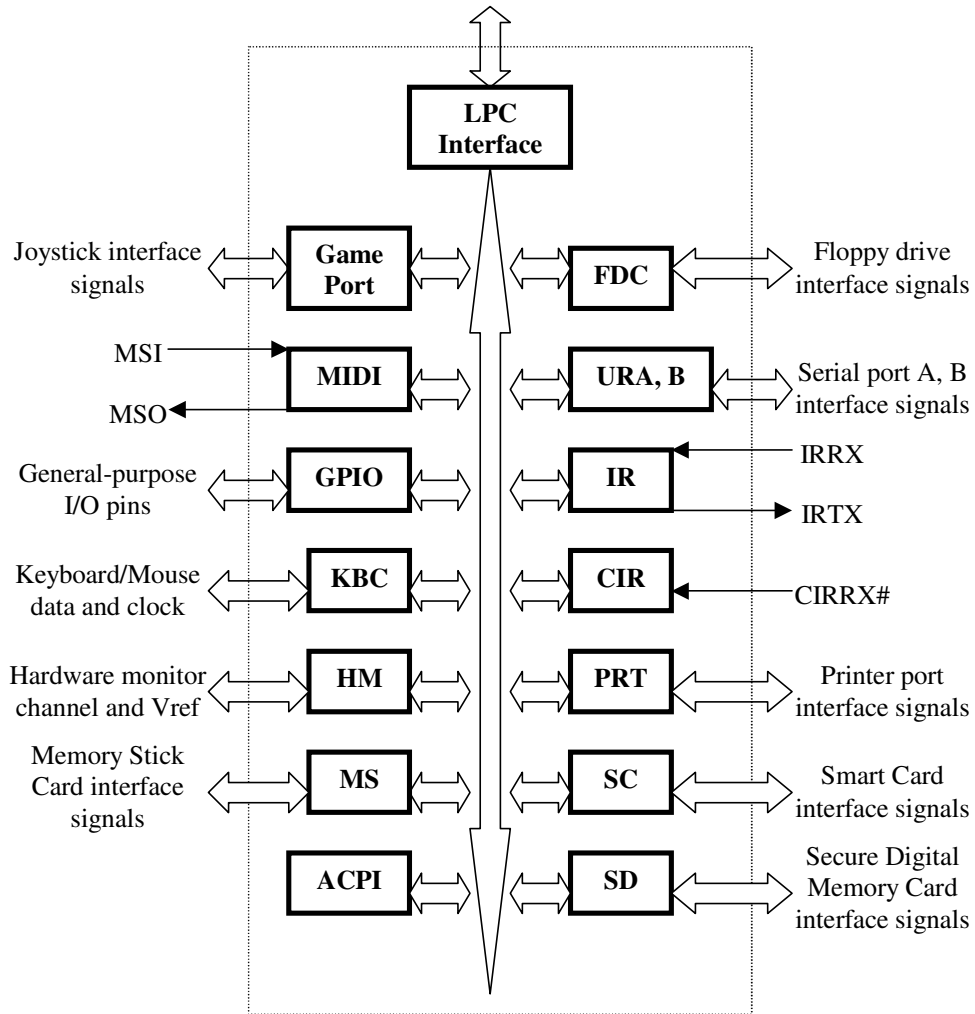 LPC
Interface
Joystick interface
signals
Game
Port
FDC
Floppy drive
interface signals
MSI
MSO
MIDI
URA, B
Serial port A, B
interface signals
General-purpose
I/O pins
GPIO
IR
IRRX
IRTX
Keyboard/Mouse
data and clock
KBC
CIR
CIRRX#
Hardware monitor
channel and Vref
HM
PRT
Printer port
interface signals
Memory Stick
Card interface
signals
MS
SC
Smart Card
interface signals
ACPI
SD
Secure Digital
Memory Card
interface signals